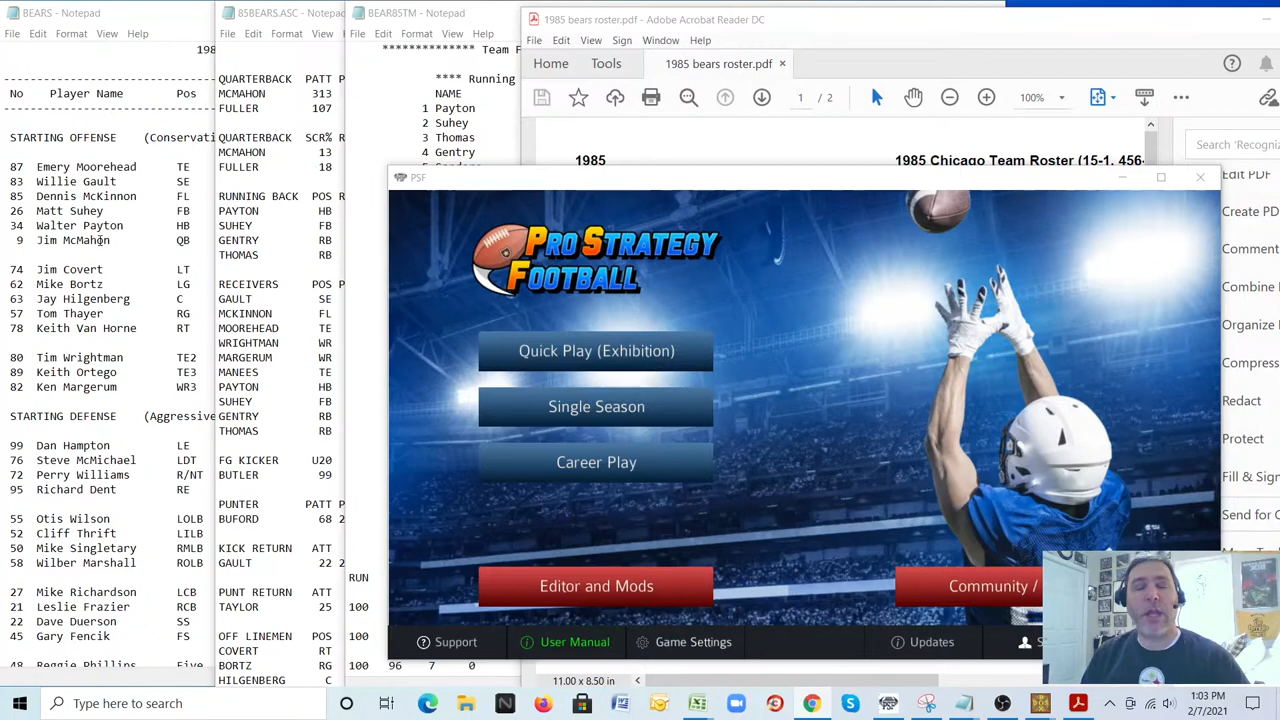 BEARS - Notepad
File Edit Format View Help
No Player Name Pos
STARTING OFFENSE
87 Emery Moorehead TE
83 Willie Gault SE
85 Dennis McKinnon FL
26 Matt Suhey FB
34 Walter Payton HB
9 Jim McMahon QB
74 Jim Covert LT
62 Mike Bortz LG
63 Jay Hilgenberg C
57 Tom Thayer RG
78 Keith Van Horne RT
80 Tim Wrightman TE2
89 Keith Ortego TE3
82 Ken Margerum WR3
STARTING DEFENSE (Aggressive
99 Dan Hampton LE
76 Steve McMichael LDT
72 Perry Williams R/NT
95 Richard Dent RE
55 Otis Wilson LOLB
52 Cliff Thrift LILB
50 Mike Singletary RMLB
58 Wilber Marshall ROLB
27 Mike Richardson LCB
21 Leslie Frazier RCB
22 Dave Duerson SS
45 Gary Fencik FS
48 Reggie Phillips Five
85BEARS.ASC - Notepad
File Edit Format View
QUARTERBACK PATT
MCMAHON 313
FULLER 107
QUARTERBACK SCR%
MCMAHON 13
FULLER 18
RUNNING BACK POS
PAYTON HB
SUHEY FB
GENTRY RB
THOMAS RB
RECEIVERS POS
GAULT SE
MCKINNON FL
MOOREHEAD TE
WRIGHTMAN TE
MARGERUM WR
MANEES TE
PAYTON HB
SUHEY FB
GENTRY RB
THOMAS RB
FG KICKER U20
BUTLER 99
PUNTER PATT
BUFORD 68 2
KICK RETURN ATT
GAULT 22 2
PUNT RETURN ATT
TAYLOR 25
OFF LINEMEN POS
COVERT RT
BORTZ RG
HILGENBERG C
BEAR85TM - Notepad
File Edit Format View Help
************** Team
**** Running
NAME
1 Payton
2 Suhey
3 Thomas
4 Gentry
RUN
100
100 96 7 0
1985 bears roster.pdf - Adobe Acrobat Reader DC
File Edit View Sign Window Help
Home Tools 1985 bears roster.pdf ×
1 / 2 100%
1985 1985 Chicago Team Roster (15-1, 456-
Search 'Recogniz
Edit PDF
Create PD
Comment
Combine
Organize
Compress
Redact
Protect
Fill & Sign
Send for C
11.00 x 8.50 in
PSF
PRO STRATEGY
FOOTBALL
Quick Play (Exhibition)
Single Season
Career Play
Editor and Mods
Community /
Support User Manual Game Settings Updates
Type here to search
1:03 PM
2/7/2021